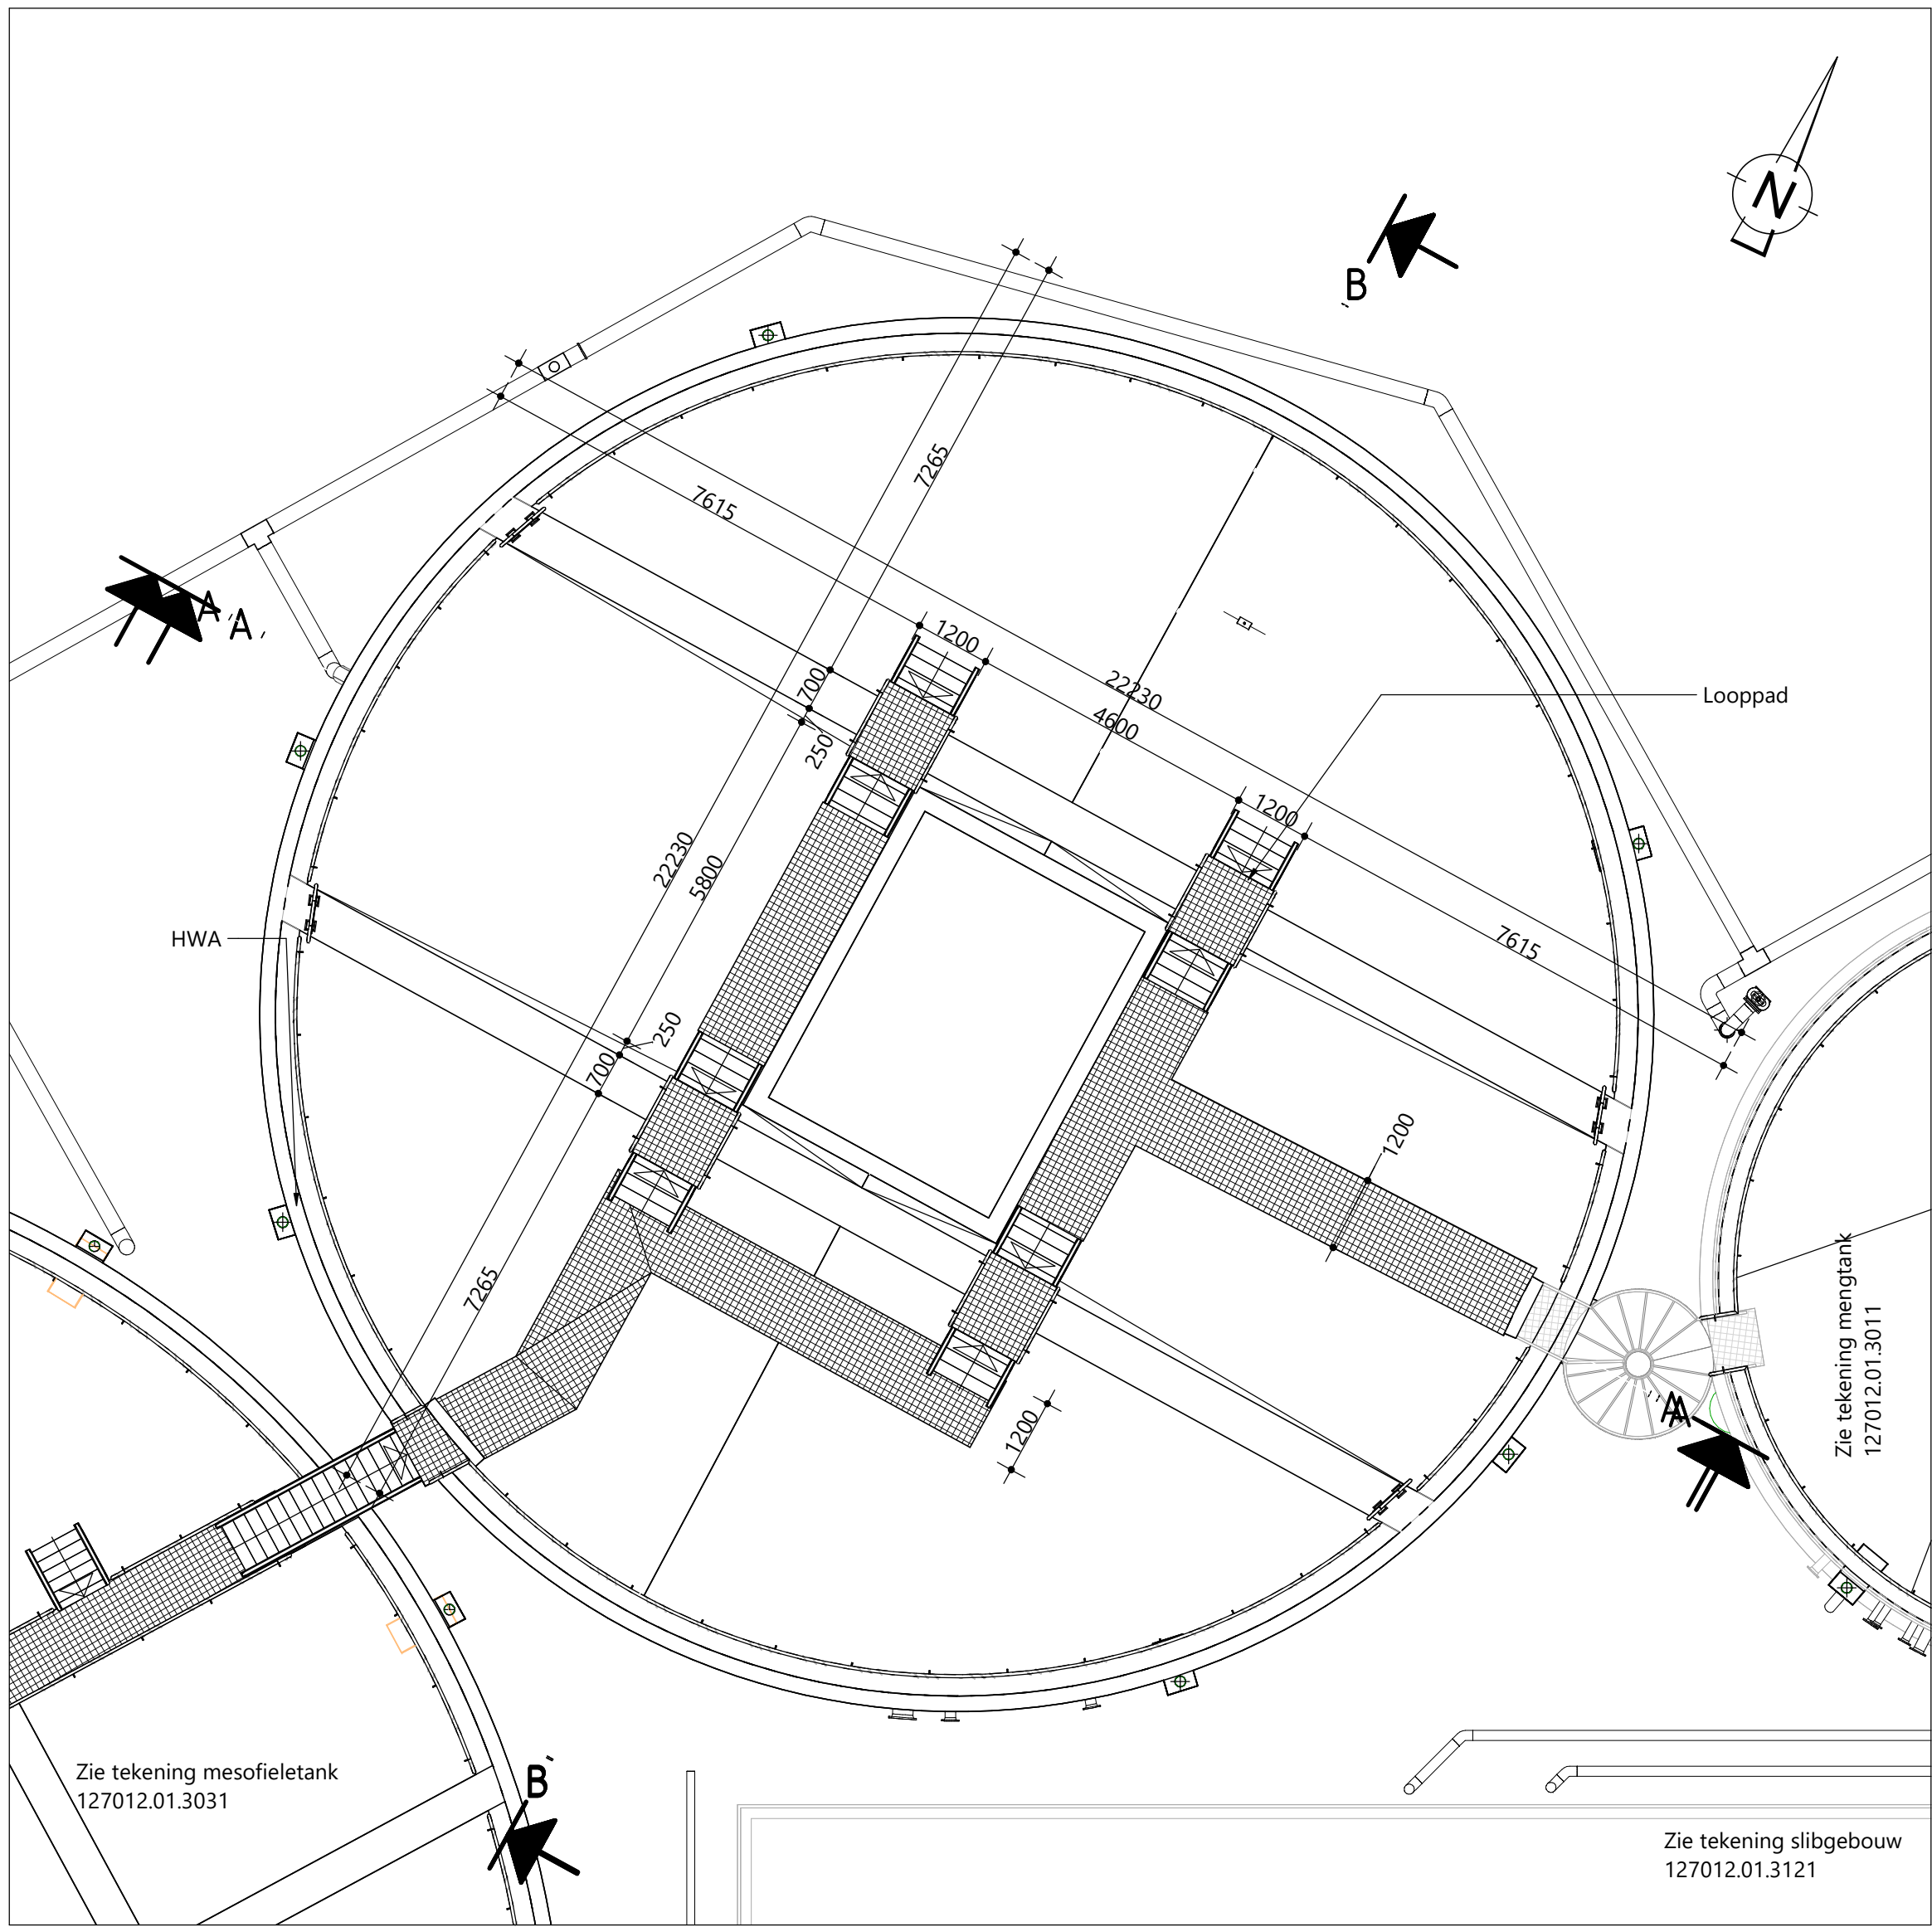 N
B
7265
7615
A
A
1200
700
22230
4600
Looppad
250
1200
22230
5800
7615
HWA
250
700
1200
7265
1200
Zie tekening mengtank
127012.01.3011
A
A
Zie tekening mesofieletank
127012.01.3031
B
Zie tekening slibgebouw
127012.01.3121